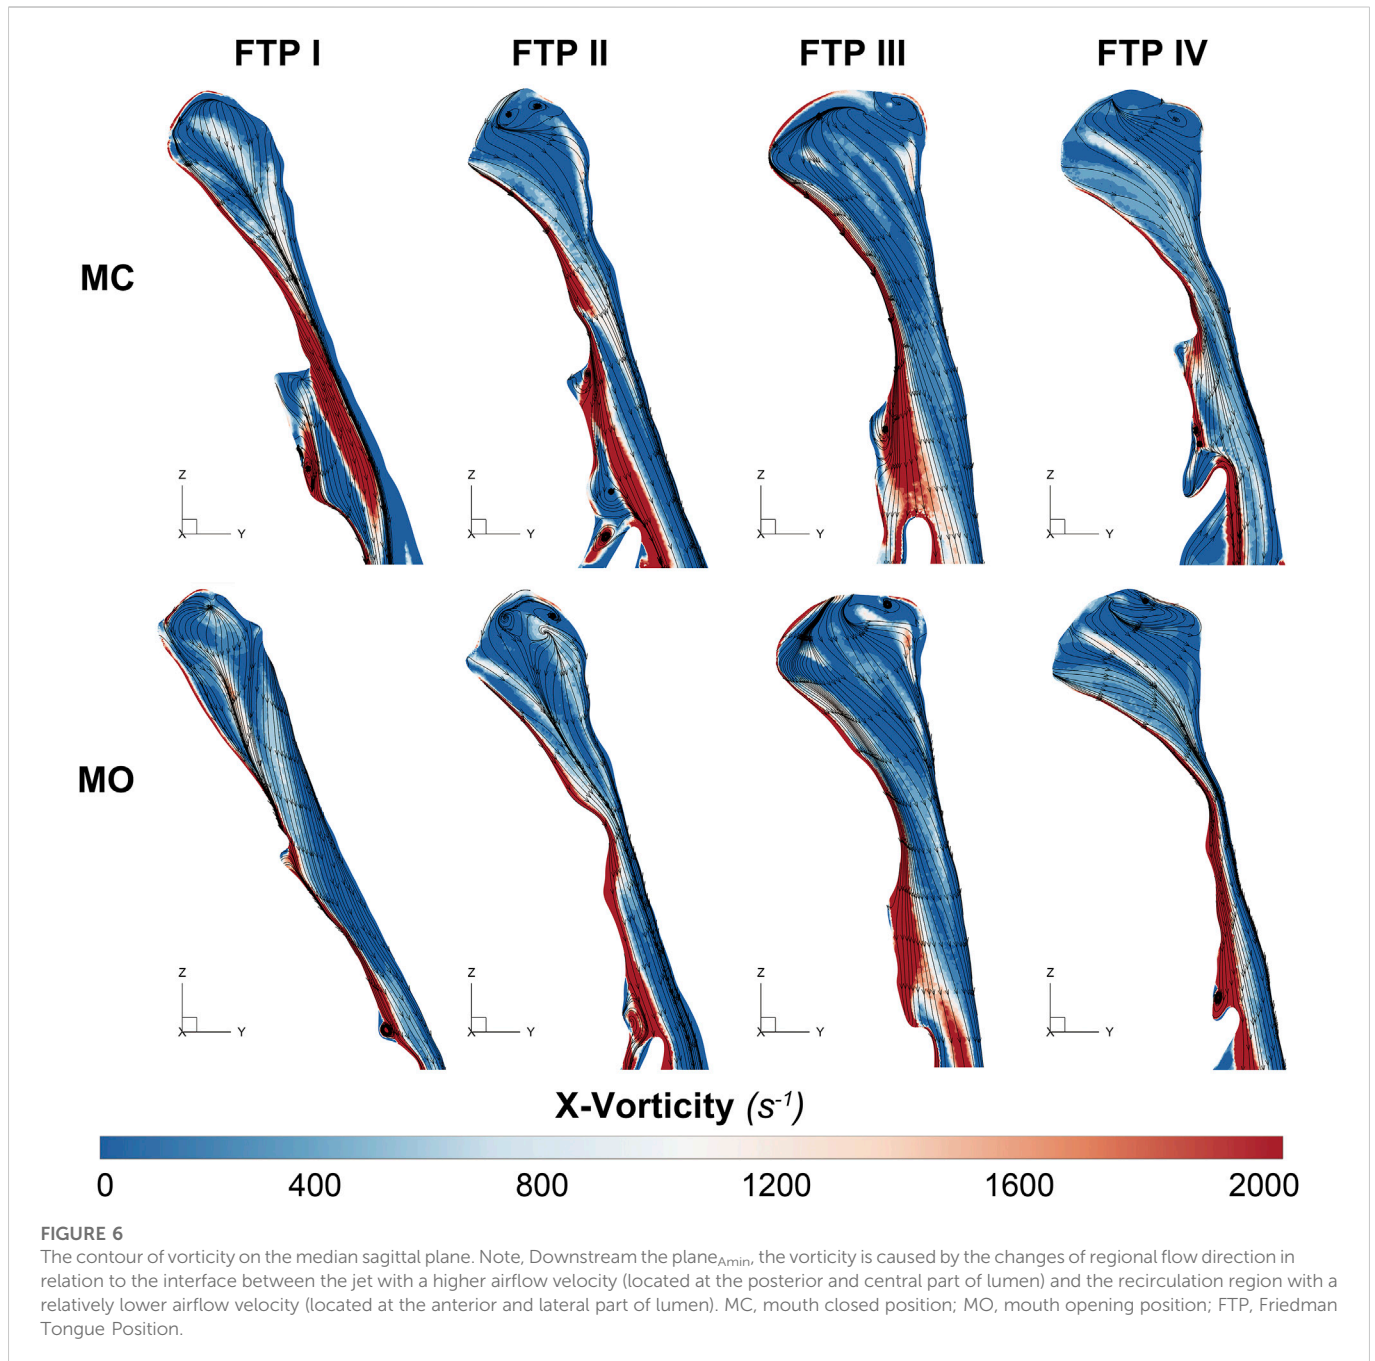 FTP I FTP II FTP III FTP IV
MC
Z Z Z Z
X Y X Y X Y X Y
MO
Z Z Z Z
X Y X Y X Y X Y
X-Vorticity (s⁻¹)
0 400 800 1200 1600 2000
FIGURE 6
The contour of vorticity on the median sagittal plane. Note, Downstream the planeAmin, the vorticity is caused by the changes of regional flow direction in
relation to the interface between the jet with a higher airflow velocity (located at the posterior and central part of lumen) and the recirculation region with a
relatively lower airflow velocity (located at the anterior and lateral part of lumen). MC, mouth closed position; MO, mouth opening position; FTP, Friedman
Tongue Position.